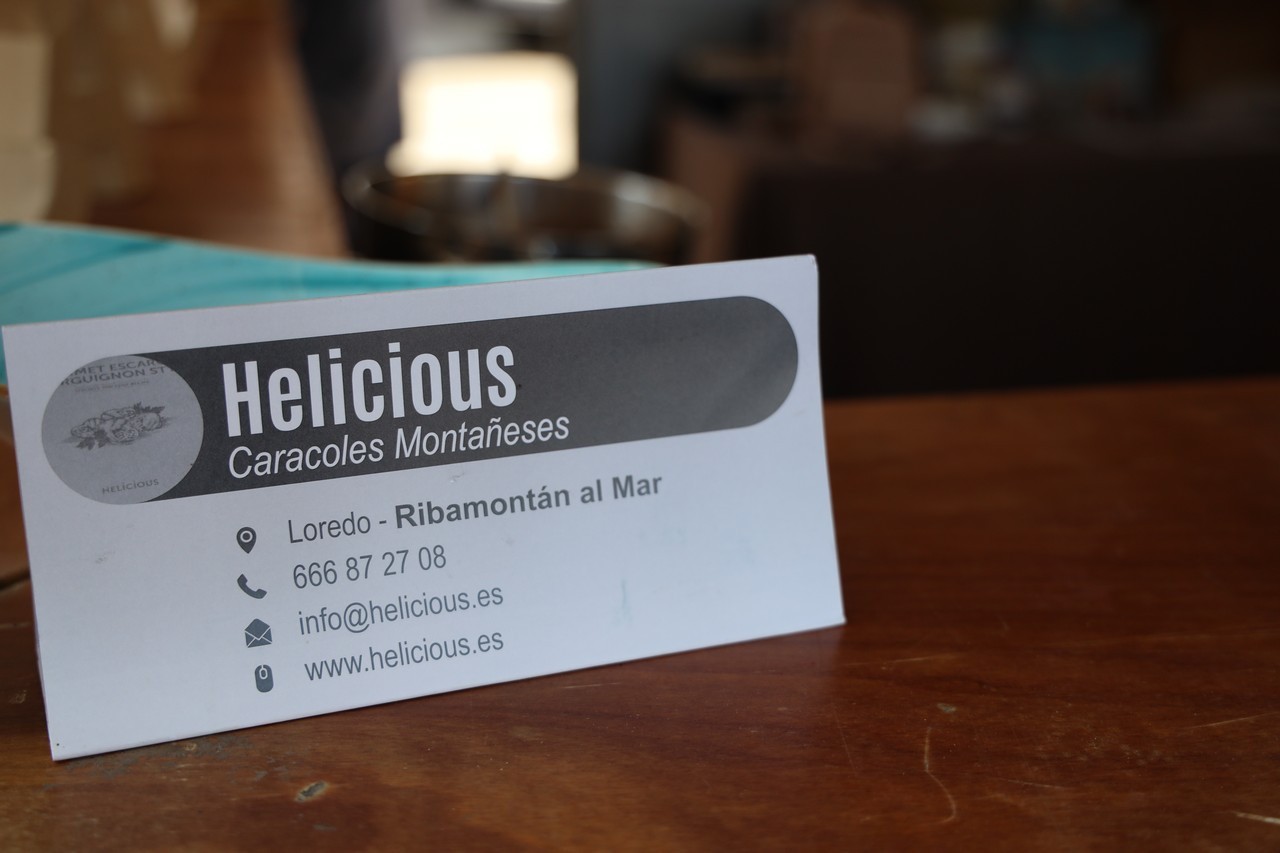 Helicious
Caracoles Montañeses
HELICIOUS
Loredo - Ribamontán al Mar
666 87 27 08
info@helicious.es
www.helicious.es